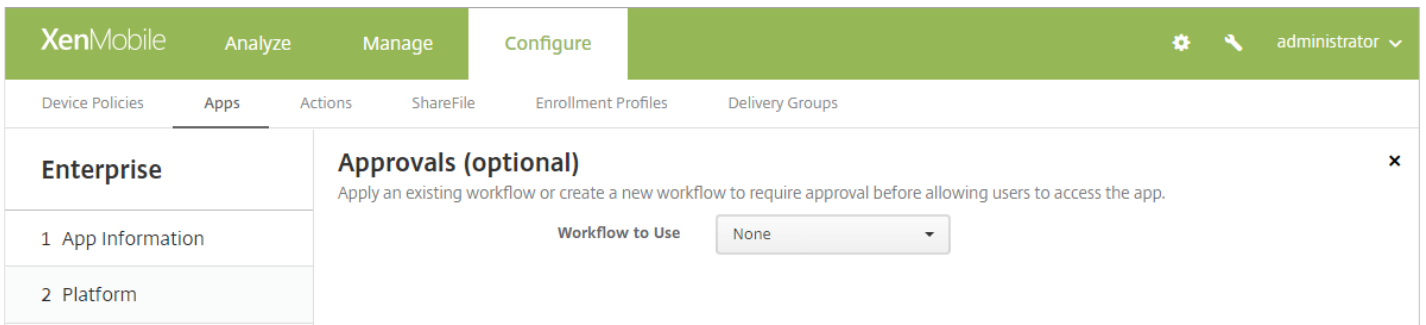 XenMobile Analyze Manage Configure administrator
Device Policies Apps Actions ShareFile Enrollment Profiles Delivery Groups
Enterprise
1 App Information
2 Platform
Approvals (optional)
Apply an existing workflow or create a new workflow to require approval before allowing users to access the app.
Workflow to Use None